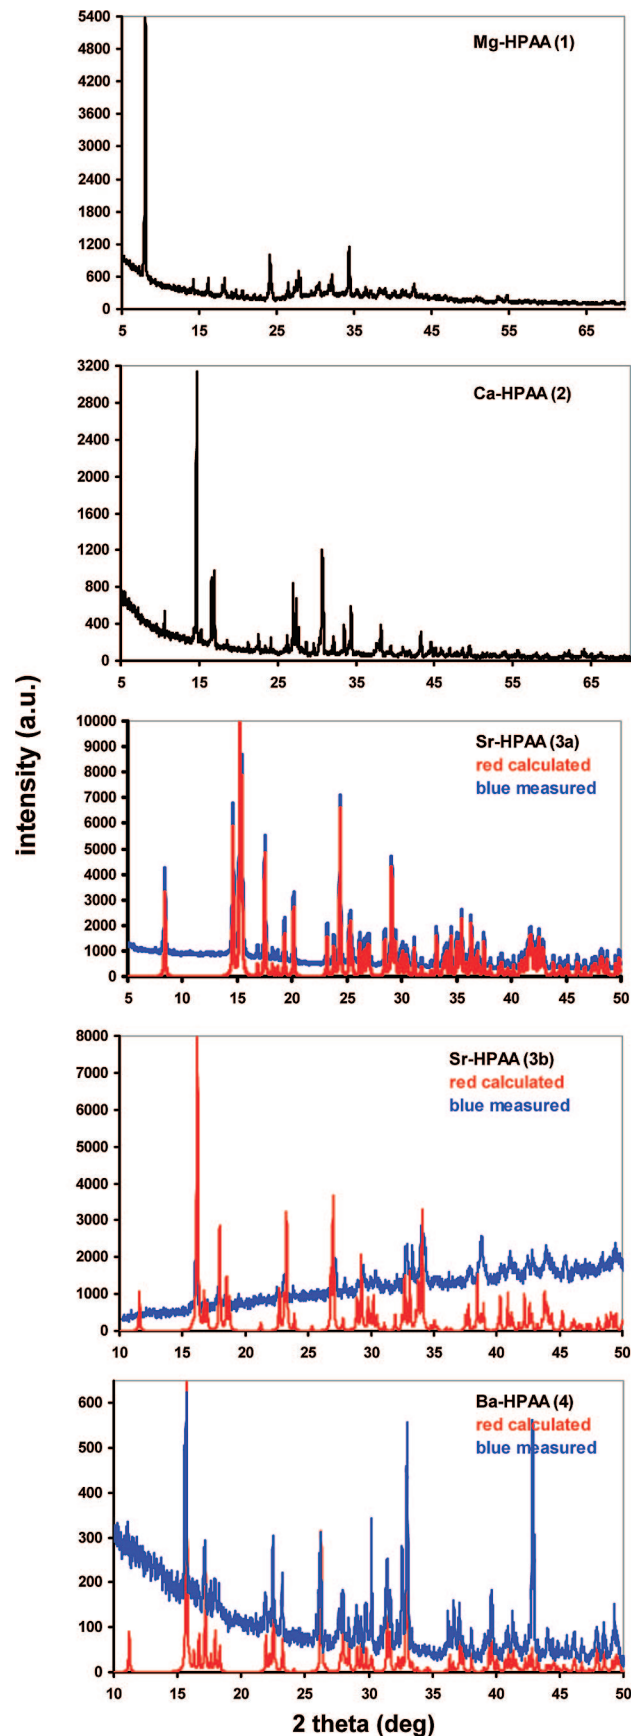 5400
4800
4200
3600
3000
2400
1800
1200
600
0
Mg-HPAA (1)
5 15 25 35 45 55 65
3200
2800
2400
2000
1600
1200
800
400
0
Ca-HPAA (2)
5 15 25 35 45 55 65
intensity (a.u.)
10000
9000
8000
7000
6000
5000
4000
3000
2000
1000
0
Sr-HPAA (3a)
red calculated
blue measured
5 10 15 20 25 30 35 40 45 50
8000
7000
6000
5000
4000
3000
2000
1000
0
Sr-HPAA (3b)
red calculated
blue measured
10 15 20 25 30 35 40 45 50
600
500
400
300
200
100
0
Ba-HPAA (4)
red calculated
blue measured
10 15 20 25 30 35 40 45 50
2 theta (deg)